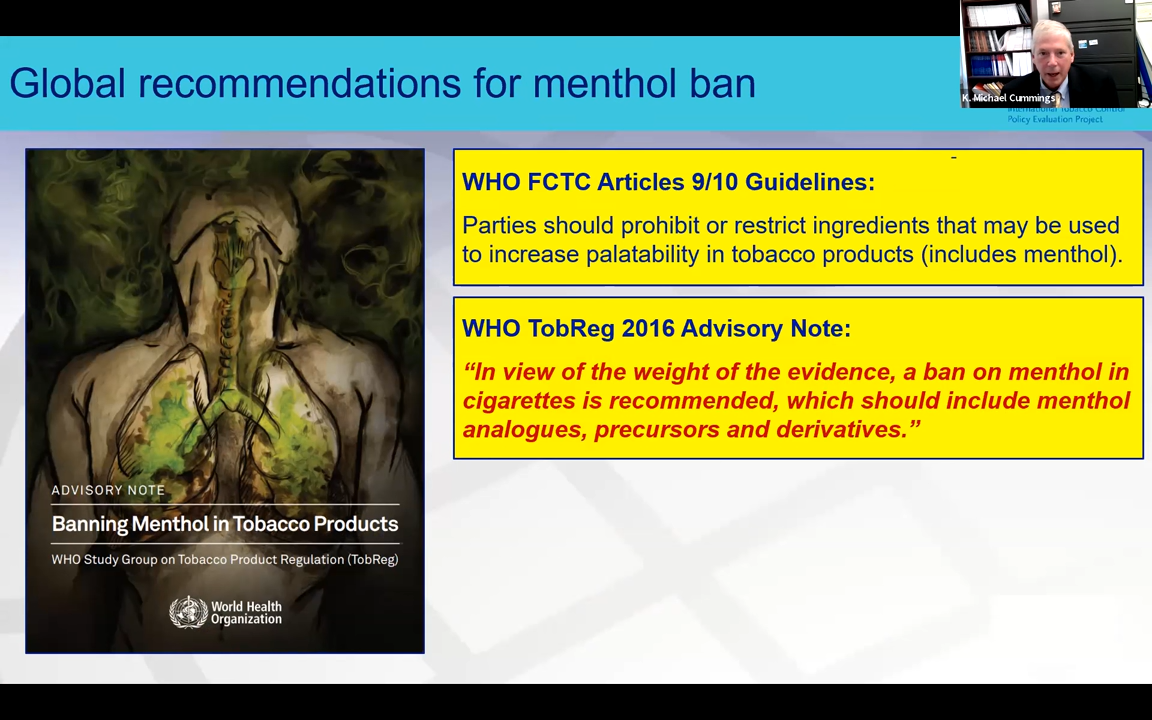 Global recommendations for menthol ban
K. Michael Cummings
International Tobacco Control
Policy Evaluation Project
WHO FCTC Articles 9/10 Guidelines:
Parties should prohibit or restrict ingredients that may be used
to increase palatability in tobacco products (includes menthol).
WHO TobReg 2016 Advisory Note:
“In view of the weight of the evidence, a ban on menthol in
cigarettes is recommended, which should include menthol
analogues, precursors and derivatives.”
ADVISORY NOTE
Banning Menthol in Tobacco Products
WHO Study Group on Tobacco Product Regulation (TobReg)
World Health
Organization